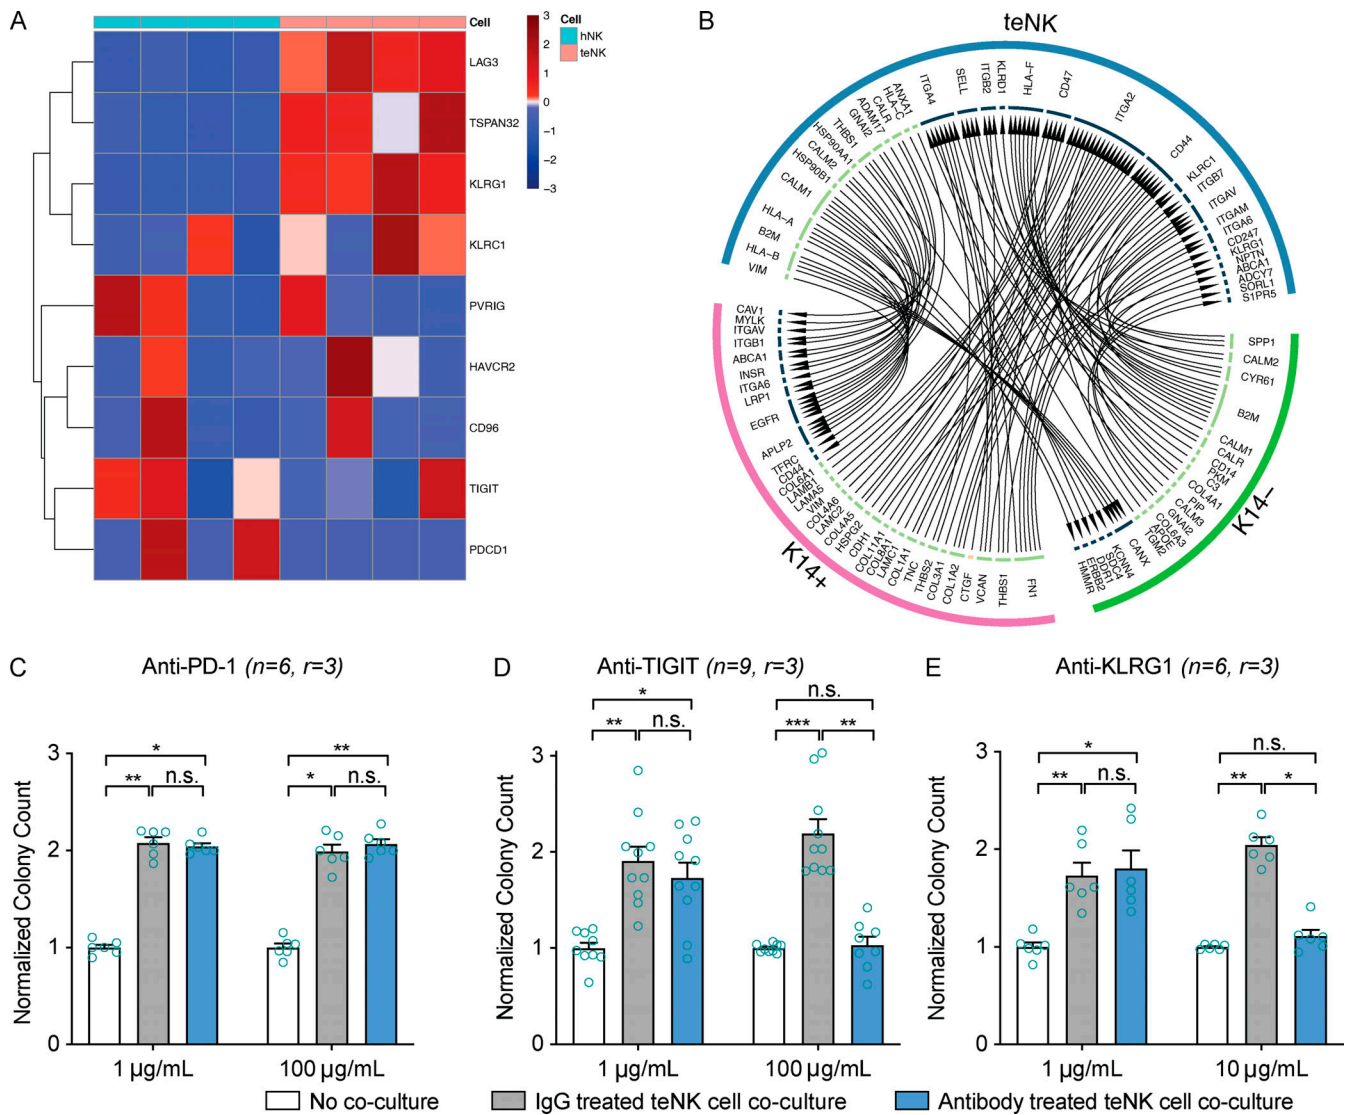 A
Cell
3
2
1
0
−1
−2
−3
Cell
hNK
teNK
LAG3
TSPAN32
KLRG1
KLRC1
PVRIG
HAVCR2
CD96
TIGIT
PDCD1
B
teNK
VIM
HLA−B
B2M
HLA−A
CALM1
HSP90B1
CALM2
HSP90AA1
THBS1
GNAI2
ADAM17
CALR
HLA−C
ANXA1
ITGA4
SELL
ITGB2
KLRD1
HLA−F
CD47
ITGA2
CD44
KLRC1
ITGB7
ITGAV
ITGAM
ITGA6
CD247
KLRG1
NPTN
ABCA1
ADCY7
SORL1
S1PR5
K14−
SPP1
CALM2
CYR61
B2M
CALM1
CALR
CD14
PKM
C3
COL4A1
PIP
CALM3
GNAI2
COL6A3
APOE
TGM2
CANX
KCNN4
SDC4
DDR1
ERBB2
HMMR
K14+
CAV1
MYLK
ITGAV
ITGB1
ABCA1
INSR
ITGA6
LRP1
EGFR
APLP2
TFRC
CD44
COL6A1
LAMB1
LAMA5
VIM
COL4A6
LAMC2
COL4A5
HSPG2
CDH1
COL11A1
COL8A1
LAMC1
COL1A1
TNC
THBS2
COL3A1
COL1A2
CTGF
VCAN
THBS1
FN1
C
Anti-PD-1 (n=6, r=3)
Normalized Colony Count
3
2
1
0
*
**
n.s.
**
*
n.s.
1 µg/mL
100 µg/mL
D
Anti-TIGIT (n=9, r=3)
Normalized Colony Count
3
2
1
0
*
**
n.s.
n.s.
***
**
1 µg/mL
100 µg/mL
E
Anti-KLRG1 (n=6, r=3)
Normalized Colony Count
3
2
1
0
*
**
n.s.
n.s.
**
*
1 µg/mL
10 µg/mL
No co-culture
IgG treated teNK cell co-culture
Antibody treated teNK cell co-culture